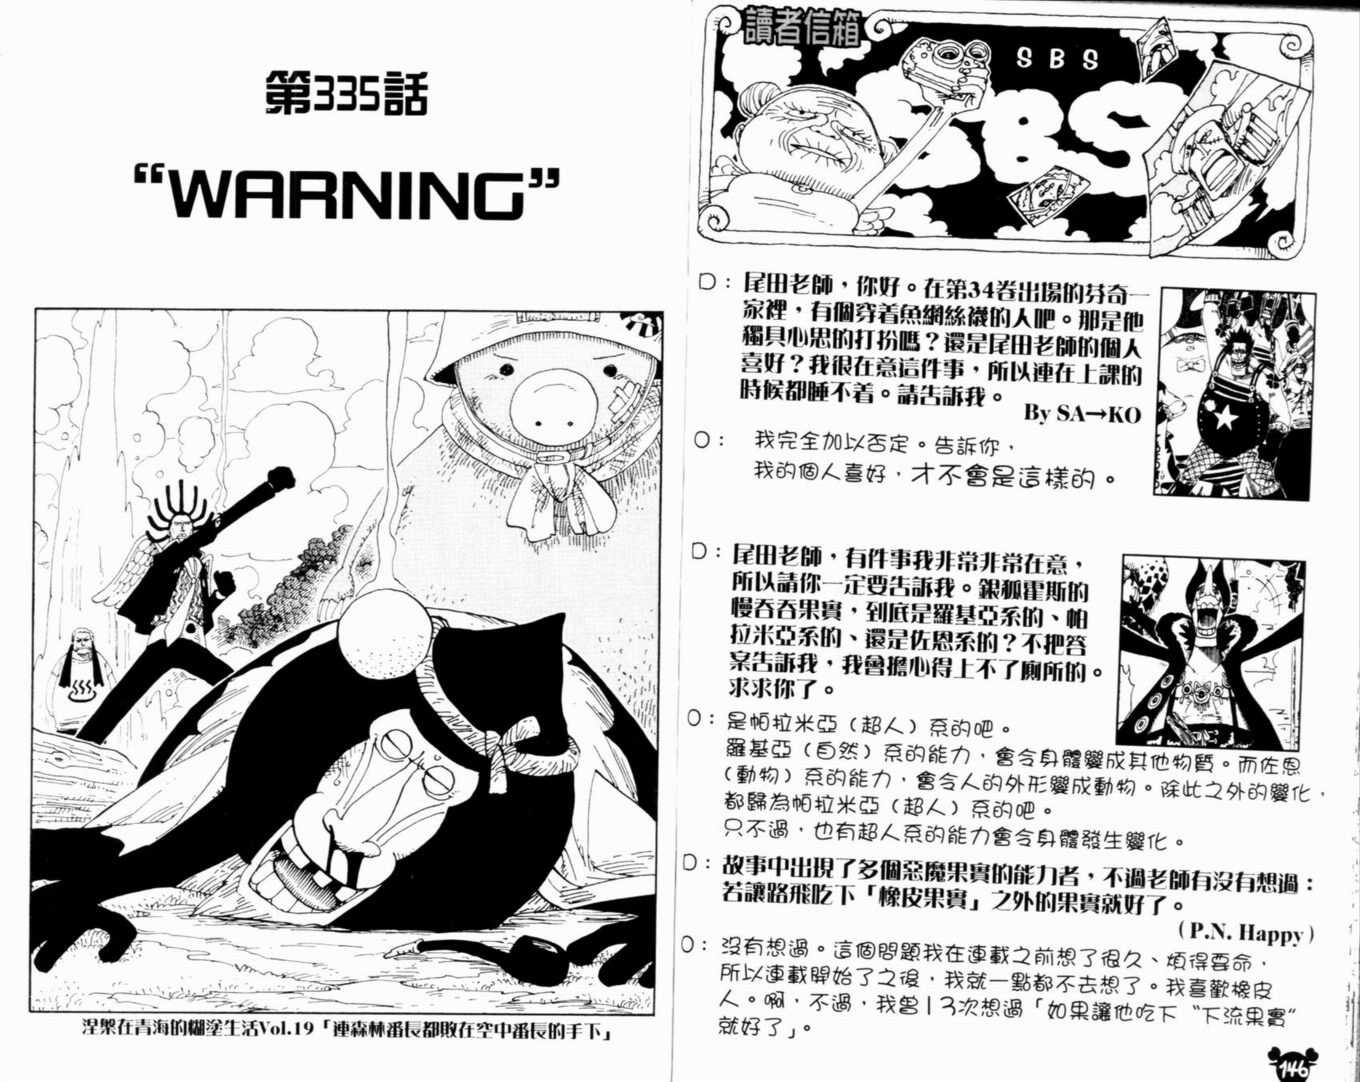 第335話
“WARNING”
涅槃在青海的糊塗生活Vol.19「連森林番長都敗在空中番長的手下」
讀者信箱
SBS
SBS
D：尾田老師，你好。在第34卷出場的芬奇一
家裡，有個穿着魚網絲襪的人吧。那是他
獨具心思的打扮嗎？還是尾田老師的個人
喜好？我很在意這件事，所以連在上課的
時候都睡不着。請告訴我。
By SA→KO
O：我完全加以否定。告訴你，
我的個人喜好，才不會是這樣的。
D：尾田老師，有件事我非常非常在意，
所以請你一定要告訴我。銀狐霍斯的
慢吞吞果實，到底是羅基亞系的、帕
拉米亞系的、還是佐恩系的？不把答
案告訴我，我會擔心得上不了廁所的。
求求你了。
O：是帕拉米亞（超人）系的吧。
羅基亞（自然）系的能力，會令身體變成其他物質。而佐恩
（動物）系的能力，會令人的外形變成動物。除此之外的變化，
都歸為帕拉米亞（超人）系的吧。
只不過，也有超人系的能力會令身體發生變化。
D：故事中出現了多個惡魔果實的能力者，不過老師有沒有想過：
若讓路飛吃下「橡皮果實」之外的果實就好了。
（P.N. Happy）
O：沒有想過。這個問題我在連載之前想了很久、煩得要命，
所以連載開始了之後，我就一點都不去想了。我喜歡橡皮
人。啊，不過，我曾13次想過「如果讓他吃下“下流果實”
就好了」。
146